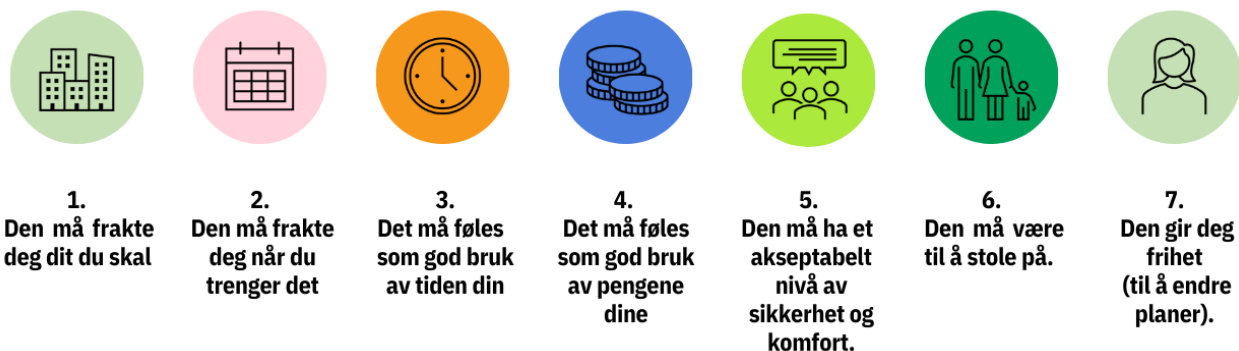 1.
Den må frakte
deg dit du skal
2.
Den må frakte
deg når du
trenger det
3.
Det må føles
som god bruk
av tiden din
4.
Det må føles
som god bruk
av pengene
dine
5.
Den må ha et
akseptabelt
nivå av
sikkerhet og
komfort.
6.
Den må være
til å stole på.
7.
Den gir deg
frihet
(til å endre
planer).